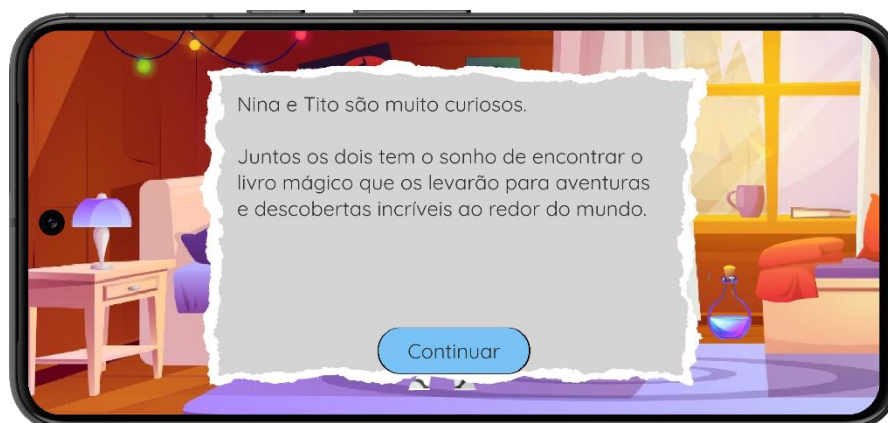 Nina e Tito são muito curiosos.
Juntos os dois tem o sonho de encontrar o
livro mágico que os levarão para aventuras
e descobertas incríveis ao redor do mundo.
Continuar